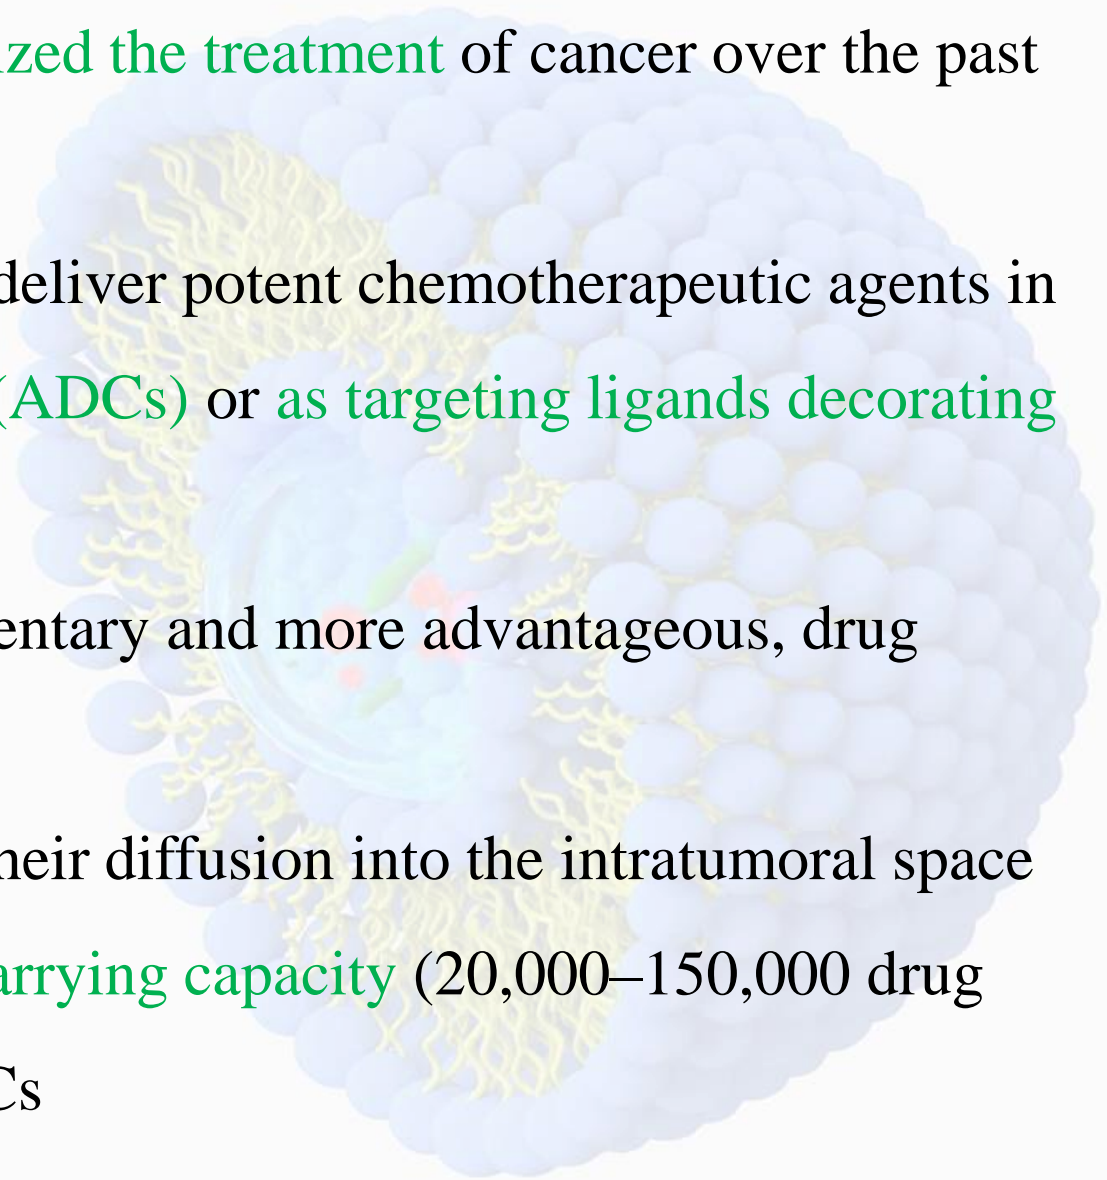 ized the treatment of cancer over the past
deliver potent chemotherapeutic agents in
(ADCs) or as targeting ligands decorating
entary and more advantageous, drug
heir diffusion into the intratumoral space
arrying capacity (20,000–150,000 drug
Cs